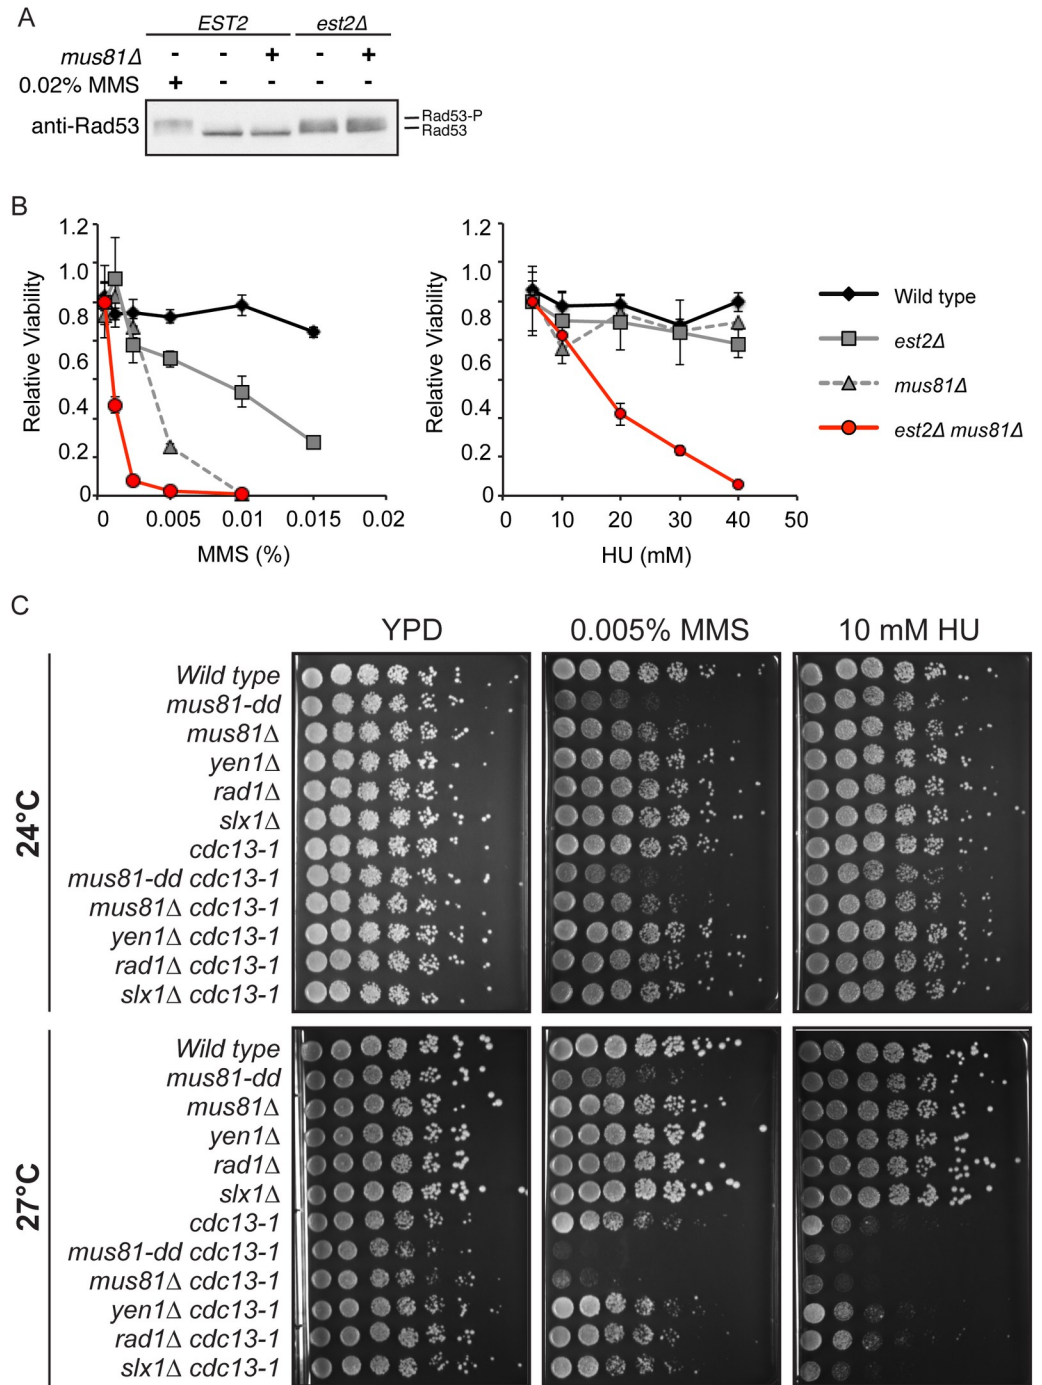 A
EST2 est2Δ
mus81Δ - - + - +
0.02% MMS + - - - -
anti-Rad53
Rad53-P
Rad53
B
1.2
1.0
0.8
0.6
0.4
0.2
0
Relative Viability
0 0.005 0.01 0.015 0.02
MMS (%)
1.2
1.0
0.8
0.6
0.4
0.2
0
Relative Viability
0 10 20 30 40 50
HU (mM)
Wild type
est2Δ
mus81Δ
est2Δ mus81Δ
C
YPD 0.005% MMS 10 mM HU
24°C
Wild type
mus81-dd
mus81Δ
yen1Δ
rad1Δ
slx1Δ
cdc13-1
mus81-dd cdc13-1
mus81Δ cdc13-1
yen1Δ cdc13-1
rad1Δ cdc13-1
slx1Δ cdc13-1
27°C
Wild type
mus81-dd
mus81Δ
yen1Δ
rad1Δ
slx1Δ
cdc13-1
mus81-dd cdc13-1
mus81Δ cdc13-1
yen1Δ cdc13-1
rad1Δ cdc13-1
slx1Δ cdc13-1